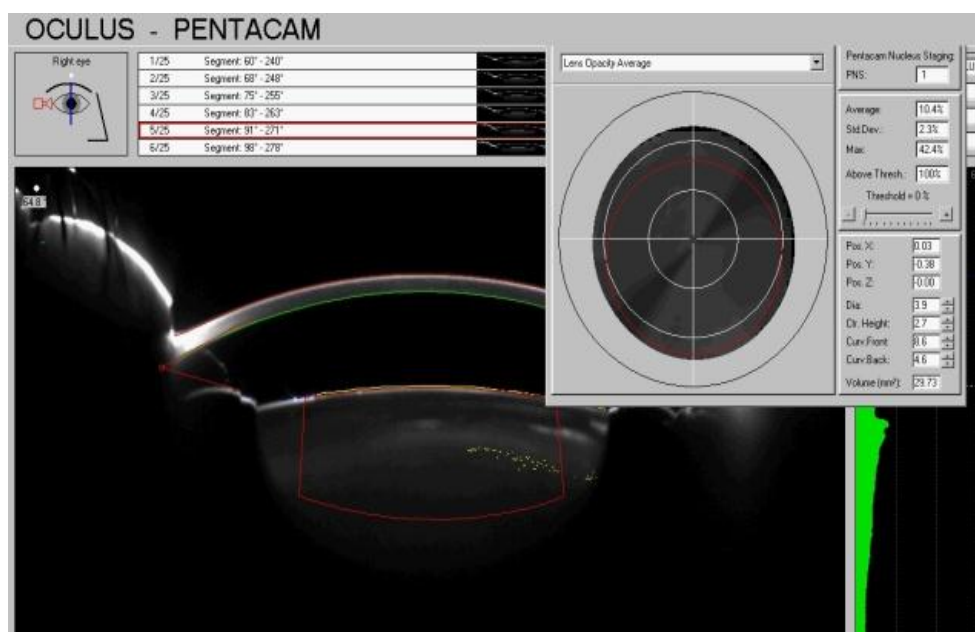 OCULUS - PENTACAM
Right eye
1/25 Segment: 60° - 240°
2/25 Segment: 68° - 248°
3/25 Segment: 75° - 255°
4/25 Segment: 83° - 263°
5/25 Segment: 91° - 271°
6/25 Segment: 98° - 278°
64.8°
Lens Opacity Average
Pentacam Nucleus Staging
PNS: 1
Average: 10.4%
Std.Dev.: 2.3%
Max: 42.4%
Above Thresh.: 100%
Threshold = 0 %
- +
Pos. X: 0.03
Pos. Y: -0.38
Pos. Z: -0.00
Dia: 3.9
Ctr. Height: 2.7
Curv.Front: 8.6
Curv.Back: 4.6
Volume (mm³): 29.73